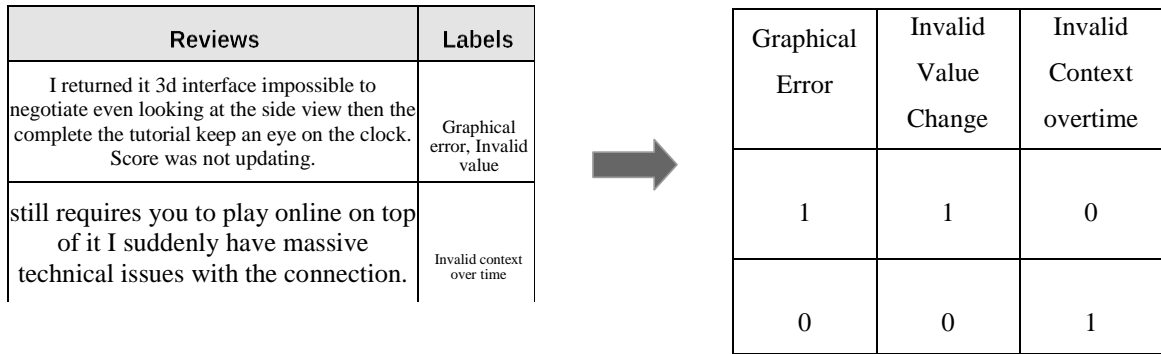 Reviews
Labels
I returned it 3d interface impossible to
negotiate even looking at the side view then the
complete the tutorial keep an eye on the clock.
Score was not updating.
Graphical
error, Invalid
value
still requires you to play online on top
of it I suddenly have massive
technical issues with the connection.
Invalid context
over time
Graphical
Error
Invalid
Value
Change
Invalid
Context
overtime
1
1
0
0
0
1